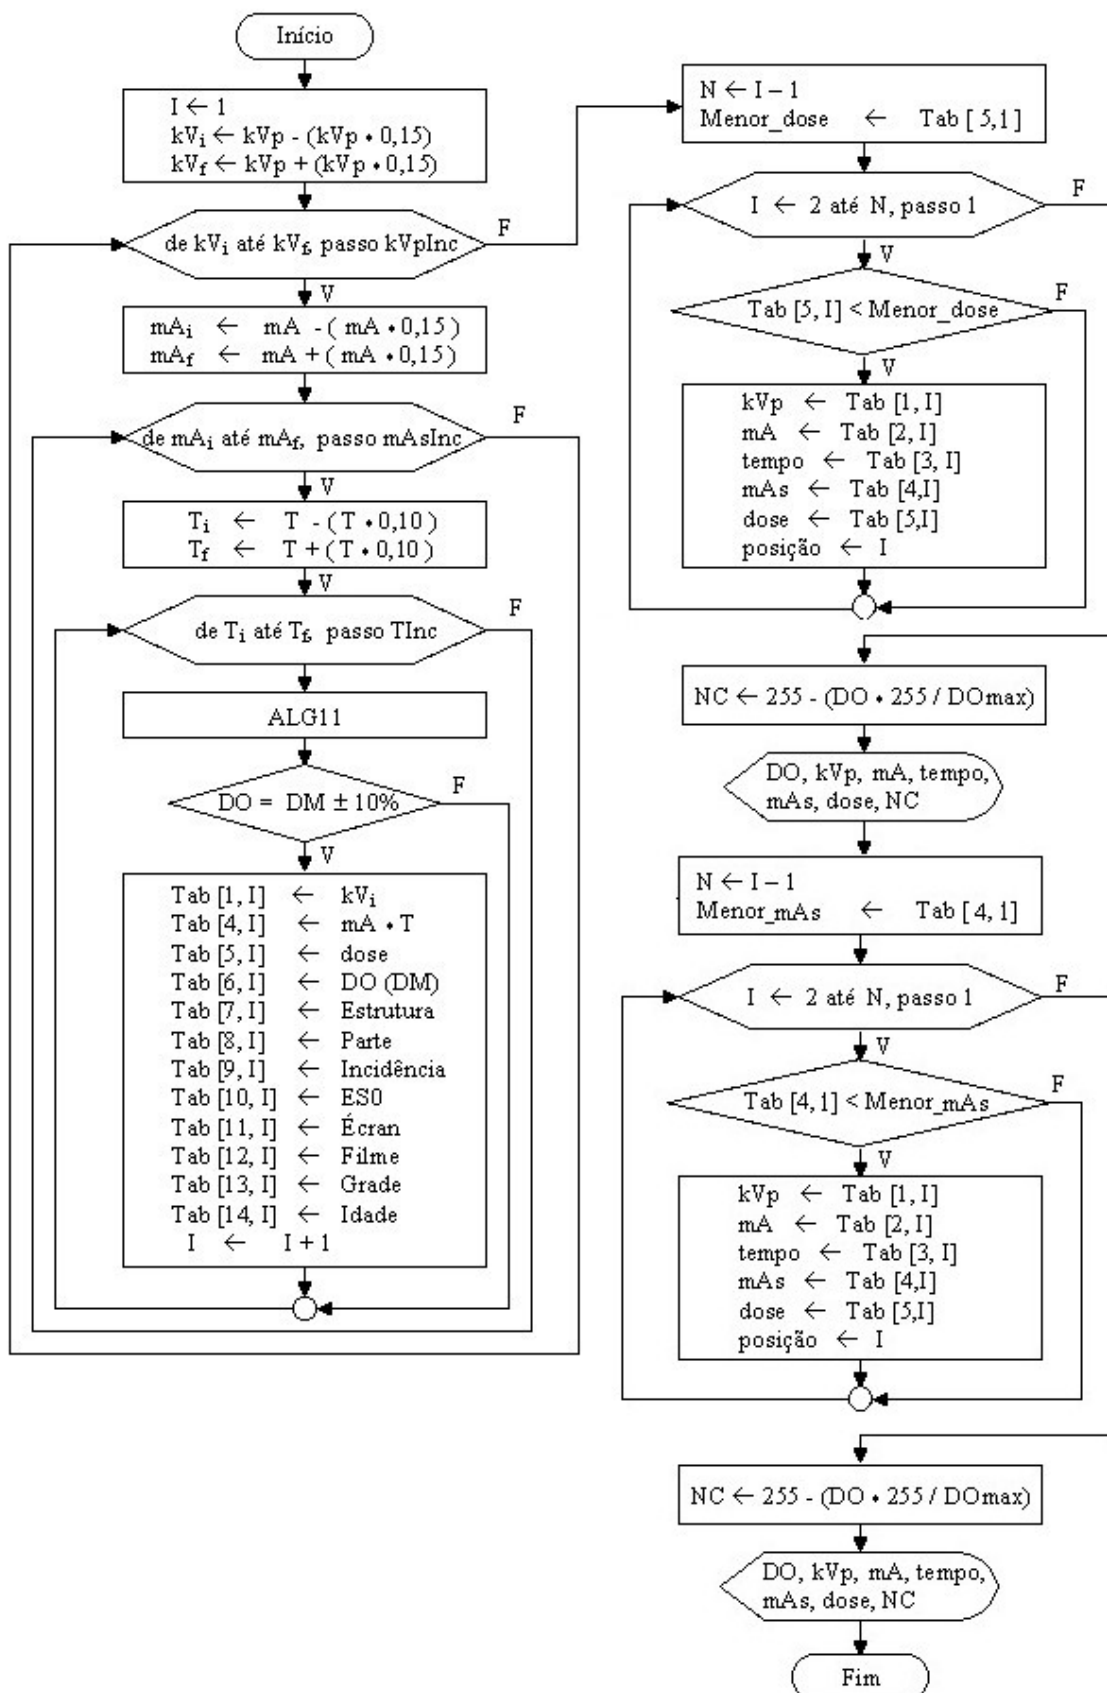 Início
I ← 1
kVi ← kVp - (kVp • 0,15)
kVf ← kVp + (kVp • 0,15)
de kVi até kVf, passo kVpInc
F
V
mAi ← mA - ( mA • 0,15 )
mAf ← mA + ( mA • 0,15 )
de mAi até mAf, passo mAsInc
F
V
Ti ← T - ( T • 0,10 )
Tf ← T + ( T • 0,10 )
V
de Ti até Tf, passo TInc
F
ALG11
DO = DM ± 10%
F
V
Tab [1, I] ← kVi
Tab [4, I] ← mA • T
Tab [5, I] ← dose
Tab [6, I] ← DO (DM)
Tab [7, I] ← Estrutura
Tab [8, I] ← Parte
Tab [9, I] ← Incidência
Tab [10, I] ← ES0
Tab [11, I] ← Écran
Tab [12, I] ← Filme
Tab [13, I] ← Grade
Tab [14, I] ← Idade
I ← I + 1
N ← I – 1
Menor_dose ← Tab [ 5,1]
I ← 2 até N, passo 1
F
V
Tab [5, I] < Menor_dose
F
V
kVp ← Tab [1, I]
mA ← Tab [2, I]
tempo ← Tab [3, I]
mAs ← Tab [4,I]
dose ← Tab [5,I]
posição ← I
NC ← 255 - (DO • 255 / DOmax)
DO, kVp, mA, tempo,
mAs, dose, NC
N ← I – 1
Menor_mAs ← Tab [ 4, 1]
I ← 2 até N, passo 1
F
V
Tab [4, 1] < Menor_mAs
F
V
kVp ← Tab [1, I]
mA ← Tab [2, I]
tempo ← Tab [3, I]
mAs ← Tab [4,I]
dose ← Tab [5,I]
posição ← I
NC ← 255 - (DO • 255 / DOmax)
DO, kVp, mA, tempo,
mAs, dose, NC
Fim